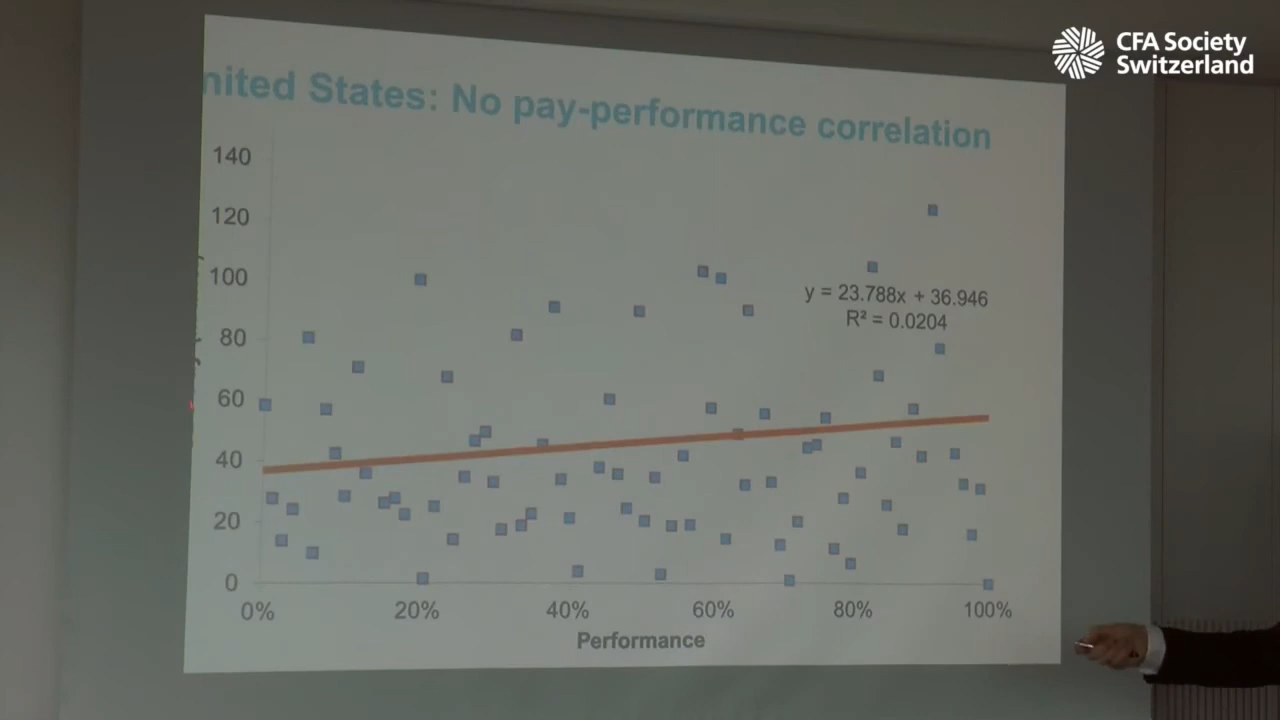 CFA Society
Switzerland
nited States: No pay-performance correlation
140
120
100
80
60
40
20
0
y = 23.788x + 36.946
R² = 0.0204
0% 20% 40% 60% 80% 100%
Performance